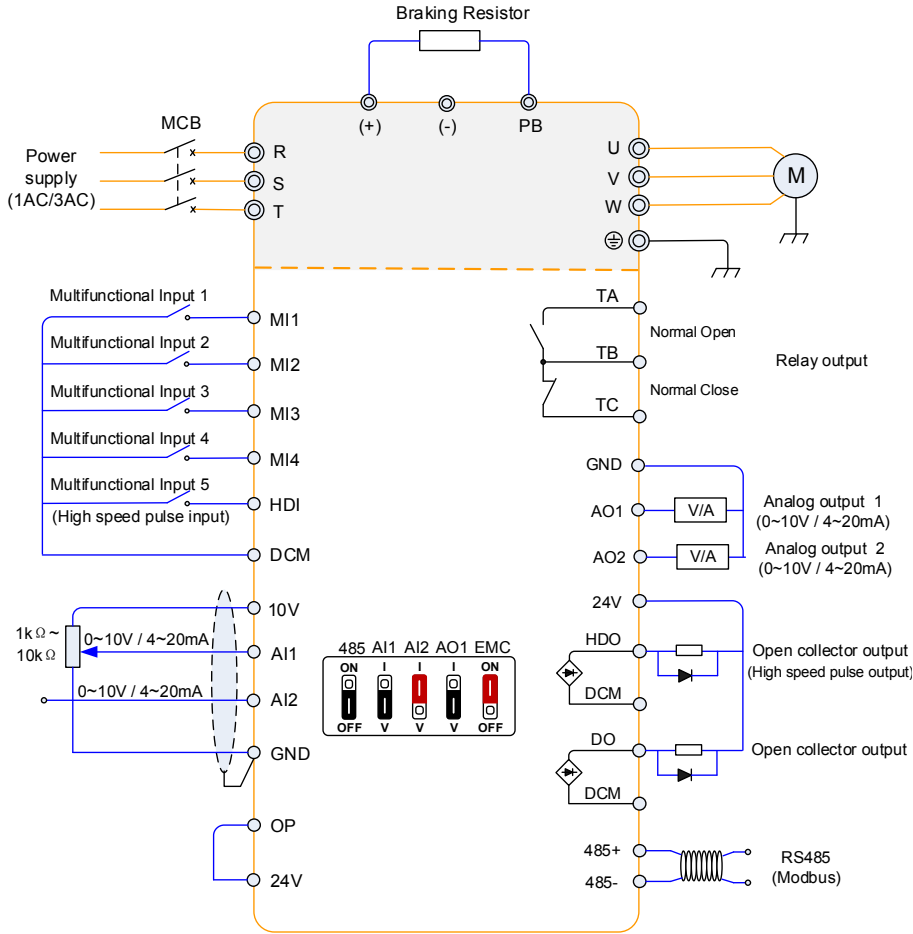 Braking Resistor
(+)
(-)
PB
MCB
Power
supply
(1AC/3AC)
R
S
T
U
V
W
M
Multifunctional Input 1
MI1
Multifunctional Input 2
MI2
Multifunctional Input 3
MI3
Multifunctional Input 4
MI4
Multifunctional Input 5
(High speed pulse input)
HDI
DCM
TA
Normal Open
TB
Normal Close
TC
Relay output
GND
AO1
V/A
Analog output 1
(0~10V / 4~20mA)
AO2
V/A
Analog output 2
(0~10V / 4~20mA)
10V
1kΩ~
10kΩ
0~10V / 4~20mA
AI1
0~10V / 4~20mA
AI2
GND
485 AI1 AI2 AO1 EMC
ON I I I ON
OFF V V V OFF
24V
HDO
DCM
Open collector output
(High speed pulse output)
DO
DCM
Open collector output
OP
24V
485+
485-
RS485
(Modbus)